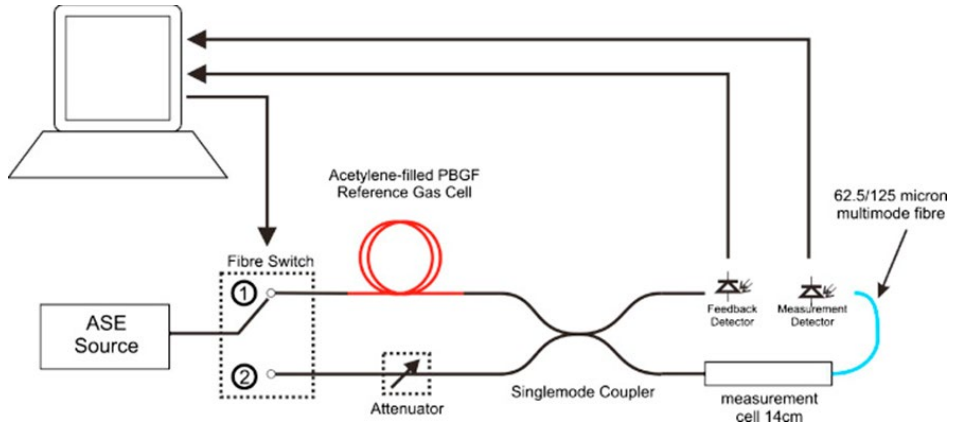 Acetylene-filled PBGF
Reference Gas Cell
62.5/125 micron
multimode fibre
Fibre Switch
1
ASE
Source
Feedback
Detector
Measurement
Detector
2
Attenuator
Singlemode Coupler
measurement
cell 14cm